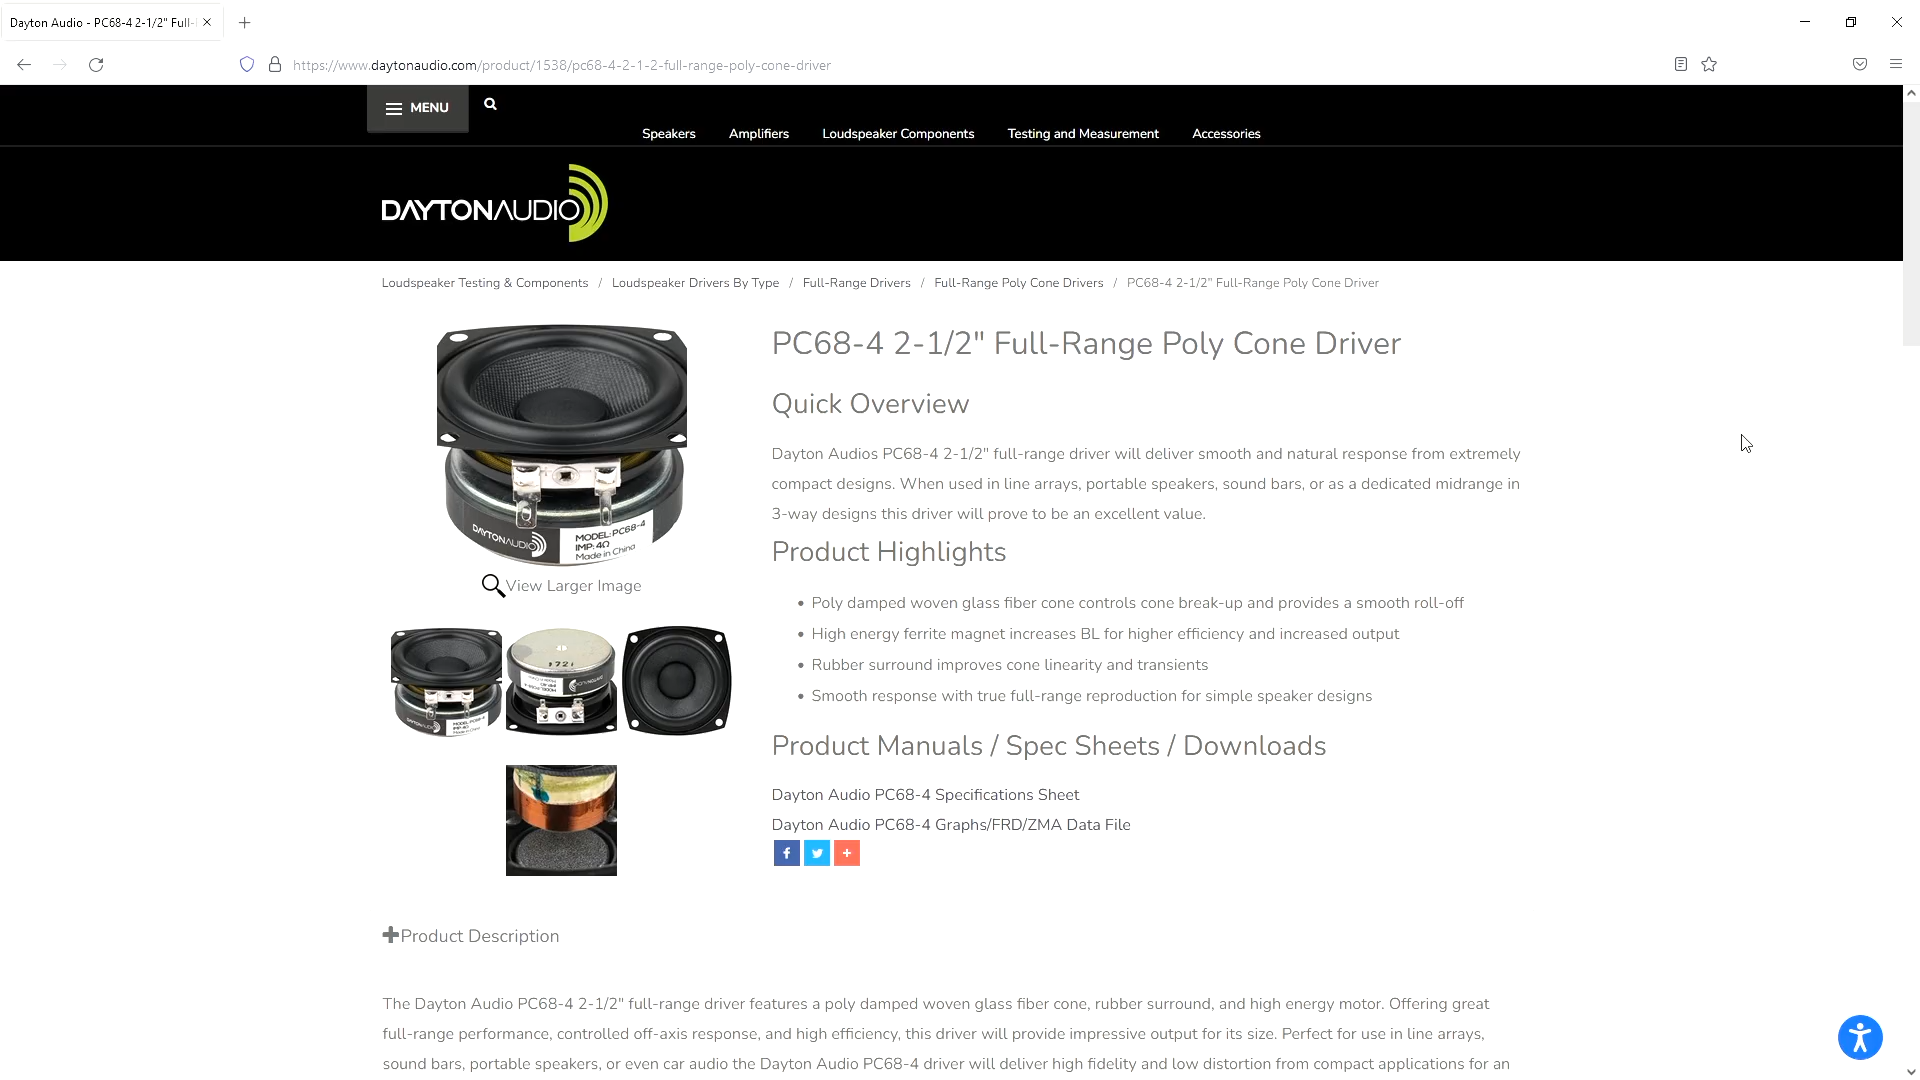 Dayton Audio - PC68-4 2-1/2" Full-
https://www.daytonaudio.com/product/1538/pc68-4-2-1-2-full-range-poly-cone-driver
MENU
Speakers Amplifiers Loudspeaker Components Testing and Measurement Accessories
DAYTONAUDIO
Loudspeaker Testing & Components / Loudspeaker Drivers By Type / Full-Range Drivers / Full-Range Poly Cone Drivers / PC68-4 2-1/2" Full-Range Poly Cone Driver
PC68-4 2-1/2" Full-Range Poly Cone Driver
Quick Overview
Dayton Audios PC68-4 2-1/2" full-range driver will deliver smooth and natural response from extremely
compact designs. When used in line arrays, portable speakers, sound bars, or as a dedicated midrange in
3-way designs this driver will prove to be an excellent value.
DAYTONAUDIO
MODEL:PC68-4
IMP: 4Ω
Made in China
View Larger Image
Product Highlights
• Poly damped woven glass fiber cone controls cone break-up and provides a smooth roll-off
• High energy ferrite magnet increases BL for higher efficiency and increased output
• Rubber surround improves cone linearity and transients
• Smooth response with true full-range reproduction for simple speaker designs
Product Manuals / Spec Sheets / Downloads
Dayton Audio PC68-4 Specifications Sheet
Dayton Audio PC68-4 Graphs/FRD/ZMA Data File
Product Description
The Dayton Audio PC68-4 2-1/2" full-range driver features a poly damped woven glass fiber cone, rubber surround, and high energy motor. Offering great
full-range performance, controlled off-axis response, and high efficiency, this driver will provide impressive output for its size. Perfect for use in line arrays,
sound bars, portable speakers, or even car audio the Dayton Audio PC68-4 driver will deliver high fidelity and low distortion from compact applications for an